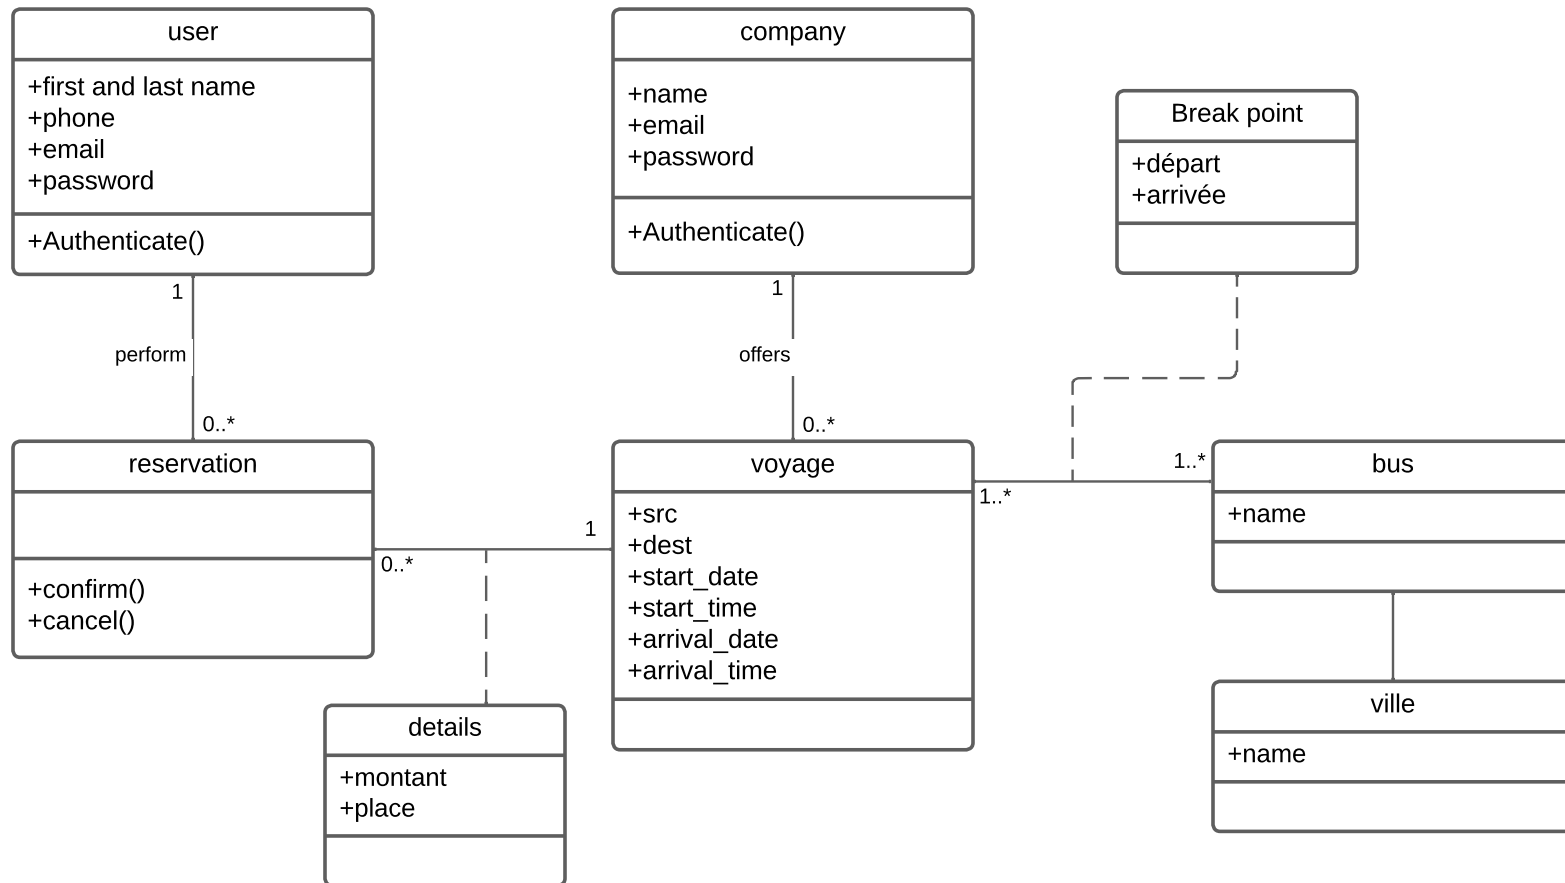 user
+first and last name
+phone
+email
+password
+Authenticate()
company
+name
+email
+password
+Authenticate()
Break point
+départ
+arrivée
1
perform
0..*
1
offers
0..*
reservation
+confirm()
+cancel()
0..*
1
voyage
+src
+dest
+start_date
+start_time
+arrival_date
+arrival_time
1..*
1..*
bus
+name
details
+montant
+place
ville
+name